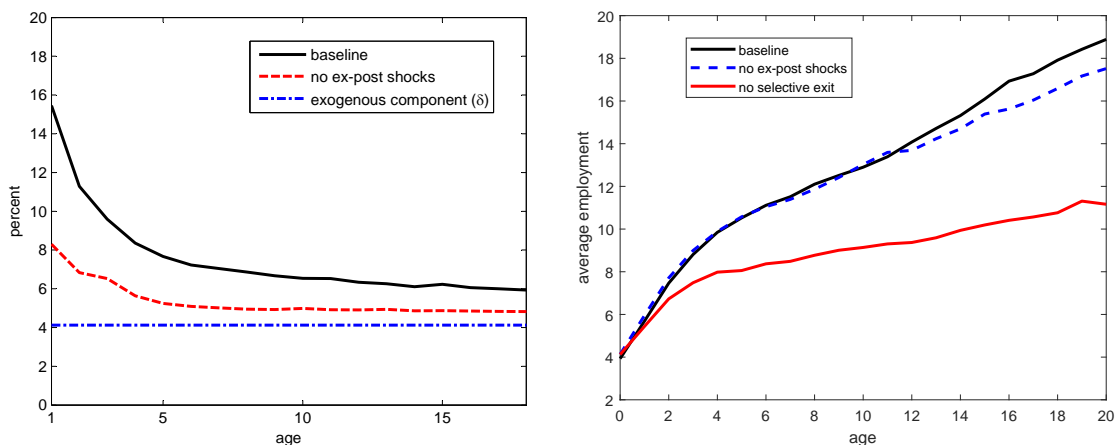 20
18
16
14
12
10
8
6
4
2
0
percent
baseline
no ex-post shocks
exogenous component (δ)
1 5 10 15
age
20
18
16
14
12
10
8
6
4
2
average employment
baseline
no ex-post shocks
no selective exit
0 2 4 6 8 10 12 14 16 18 20
age